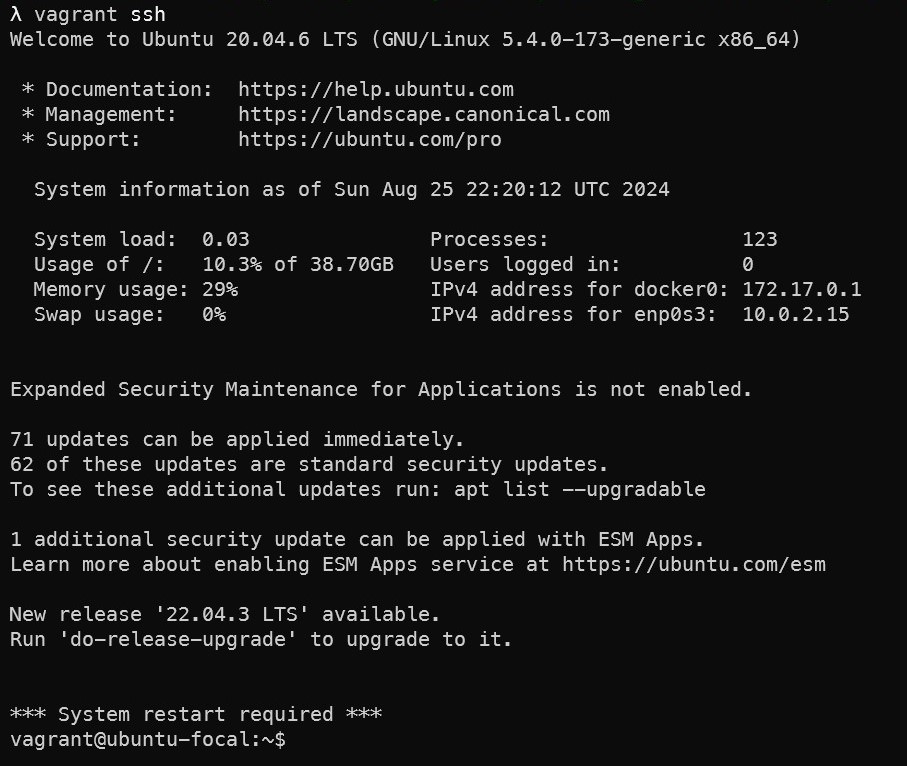 λ vagrant ssh
Welcome to Ubuntu 20.04.6 LTS (GNU/Linux 5.4.0-173-generic x86_64)
* Documentation:  https://help.ubuntu.com
* Management:     https://landscape.canonical.com
* Support:        https://ubuntu.com/pro
System information as of Sun Aug 25 22:20:12 UTC 2024
System load:  0.03               Processes:                123
Usage of /:   10.3% of 38.70GB   Users logged in:          0
Memory usage: 29%                IPv4 address for docker0: 172.17.0.1
Swap usage:   0%                 IPv4 address for enp0s3:  10.0.2.15
Expanded Security Maintenance for Applications is not enabled.
71 updates can be applied immediately.
62 of these updates are standard security updates.
To see these additional updates run: apt list --upgradable
1 additional security update can be applied with ESM Apps.
Learn more about enabling ESM Apps service at https://ubuntu.com/esm
New release '22.04.3 LTS' available.
Run 'do-release-upgrade' to upgrade to it.
*** System restart required ***
vagrant@ubuntu-focal:~$